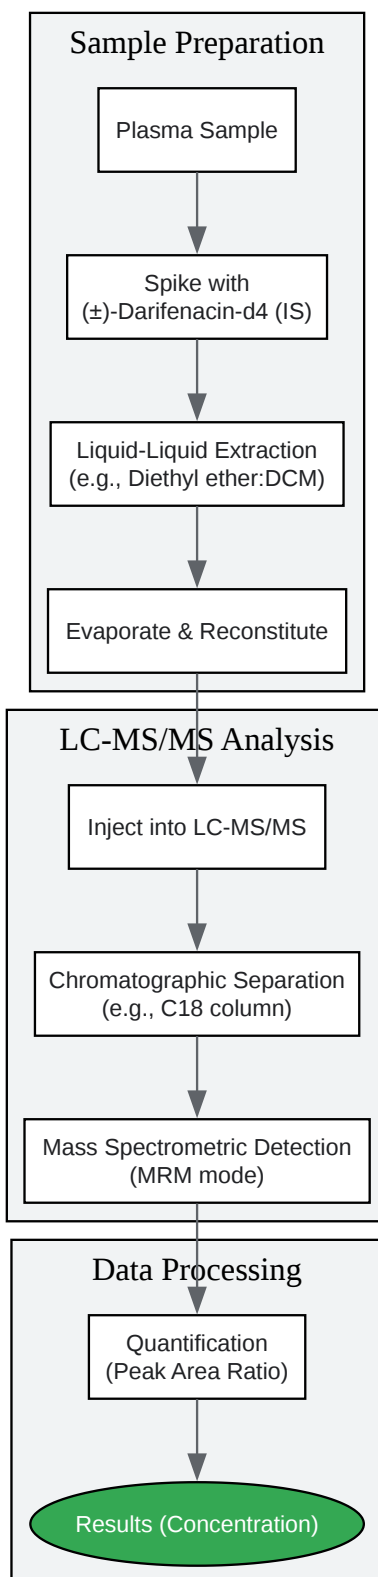 Sample Preparation
Plasma Sample
Spike with
(±)-Darifenacin-d4 (IS)
Liquid-Liquid Extraction
(e.g., Diethyl ether:DCM)
Evaporate & Reconstitute
LC-MS/MS Analysis
Inject into LC-MS/MS
Chromatographic Separation
(e.g., C18 column)
Mass Spectrometric Detection
(MRM mode)
Data Processing
Quantification
(Peak Area Ratio)
Results (Concentration)